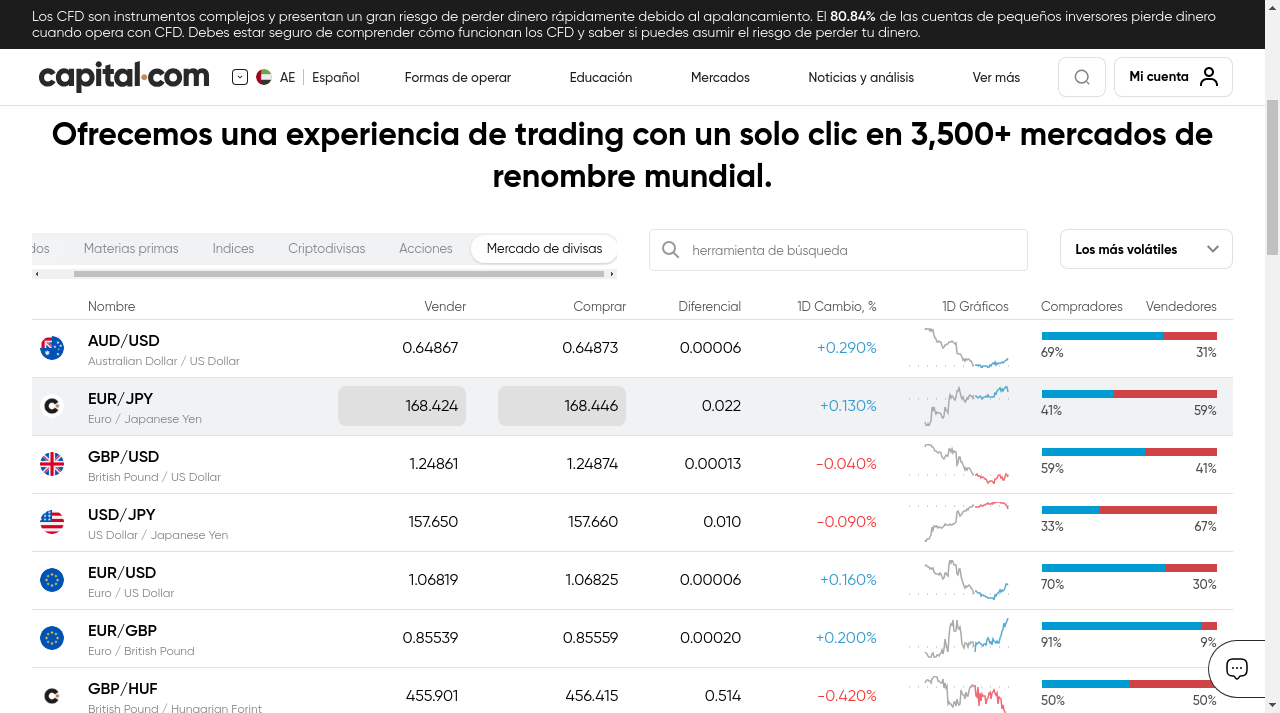 Los CFD son instrumentos complejos y presentan un gran riesgo de perder dinero rápidamente debido al apalancamiento. El 80.84% de las cuentas de pequeños inversores pierde dinero
cuando opera con CFD. Debes estar seguro de comprender cómo funcionan los CFD y saber si puedes asumir el riesgo de perder tu dinero.
capital.com AE Español Formas de operar Educación Mercados Noticias y análisis Ver más Mi cuenta
Ofrecemos una experiencia de trading con un solo clic en 3,500+ mercados de
renombre mundial.
dos Materias primas Indices Criptodivisas Acciones Mercado de divisas herramienta de búsqueda Los más volátiles
Nombre Vender Comprar Diferencial 1D Cambio, % 1D Gráficos Compradores Vendedores
AUD/USD 0.64867 0.64873 0.00006 +0.290%
Australian Dollar / US Dollar 69% 31%
EUR/JPY 168.424 168.446 0.022 +0.130%
Euro / Japanese Yen 41% 59%
GBP/USD 1.24861 1.24874 0.00013 -0.040%
British Pound / US Dollar 59% 41%
USD/JPY 157.650 157.660 0.010 -0.090%
US Dollar / Japanese Yen 33% 67%
EUR/USD 1.06819 1.06825 0.00006 +0.160%
Euro / US Dollar 70% 30%
EUR/GBP 0.85539 0.85559 0.00020 +0.200%
Euro / British Pound 91% 9%
GBP/HUF 455.901 456.415 0.514 -0.420%
British Pound / Hungarian Forint 50% 50%